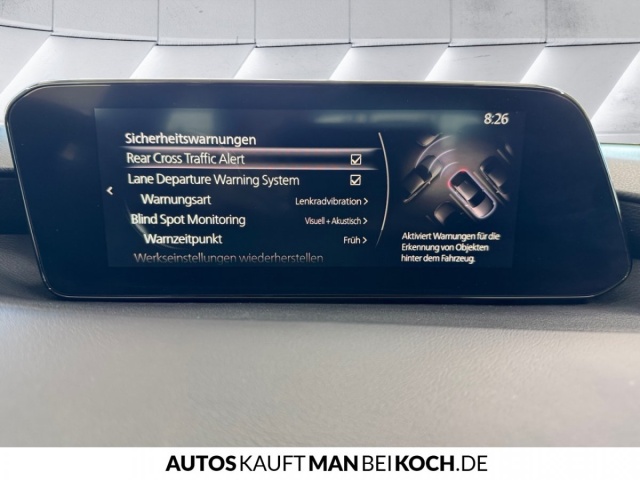 8:26
Sicherheitswarnungen
Rear Cross Traffic Alert
Lane Departure Warning System
Warnungsart Lenkradvibration >
Blind Spot Monitoring Visuell + Akustisch >
Warnzeitpunkt Früh >
Werkseinstellungen wiederherstellen
Aktiviert Warnungen für die
Erkennung von Objekten
hinter dem Fahrzeug.
AUTOSKAUFTMANBEIKOCH.DE